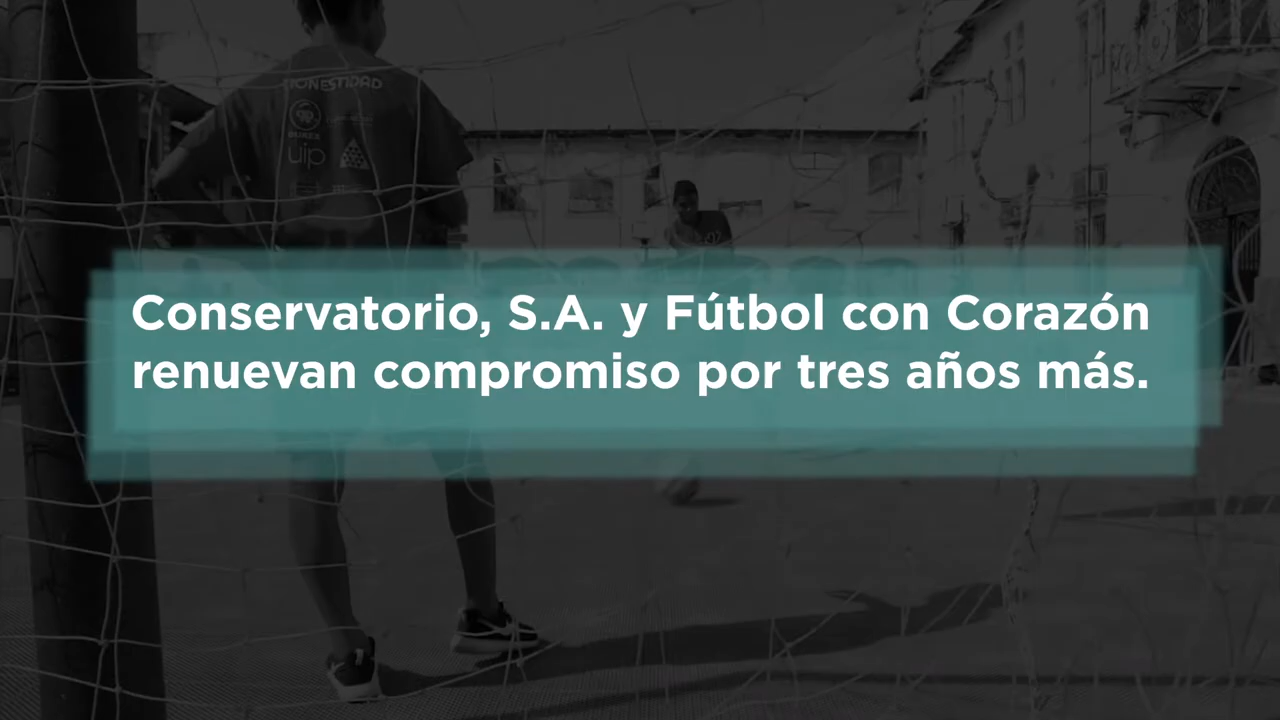 HONESTIDAD
uip
Conservatorio, S.A. y Fútbol con Corazón
renuevan compromiso por tres años más.